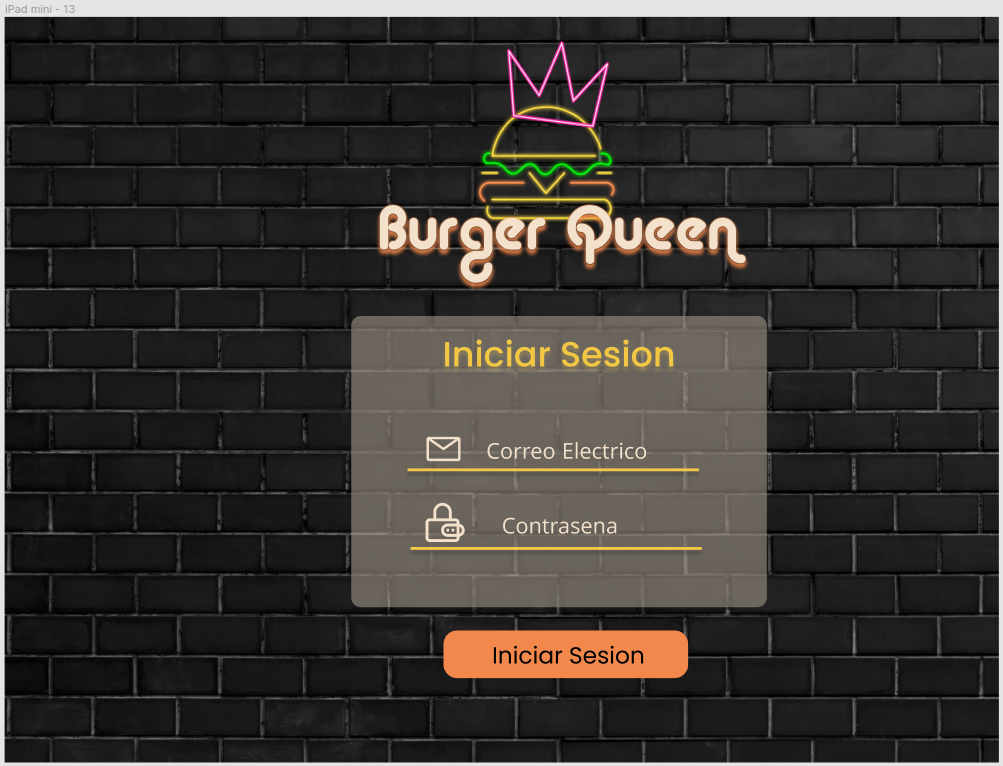 iPad mini - 13
Burger Queen
Iniciar Sesion
Correo Electrico
Contrasena
Iniciar Sesion